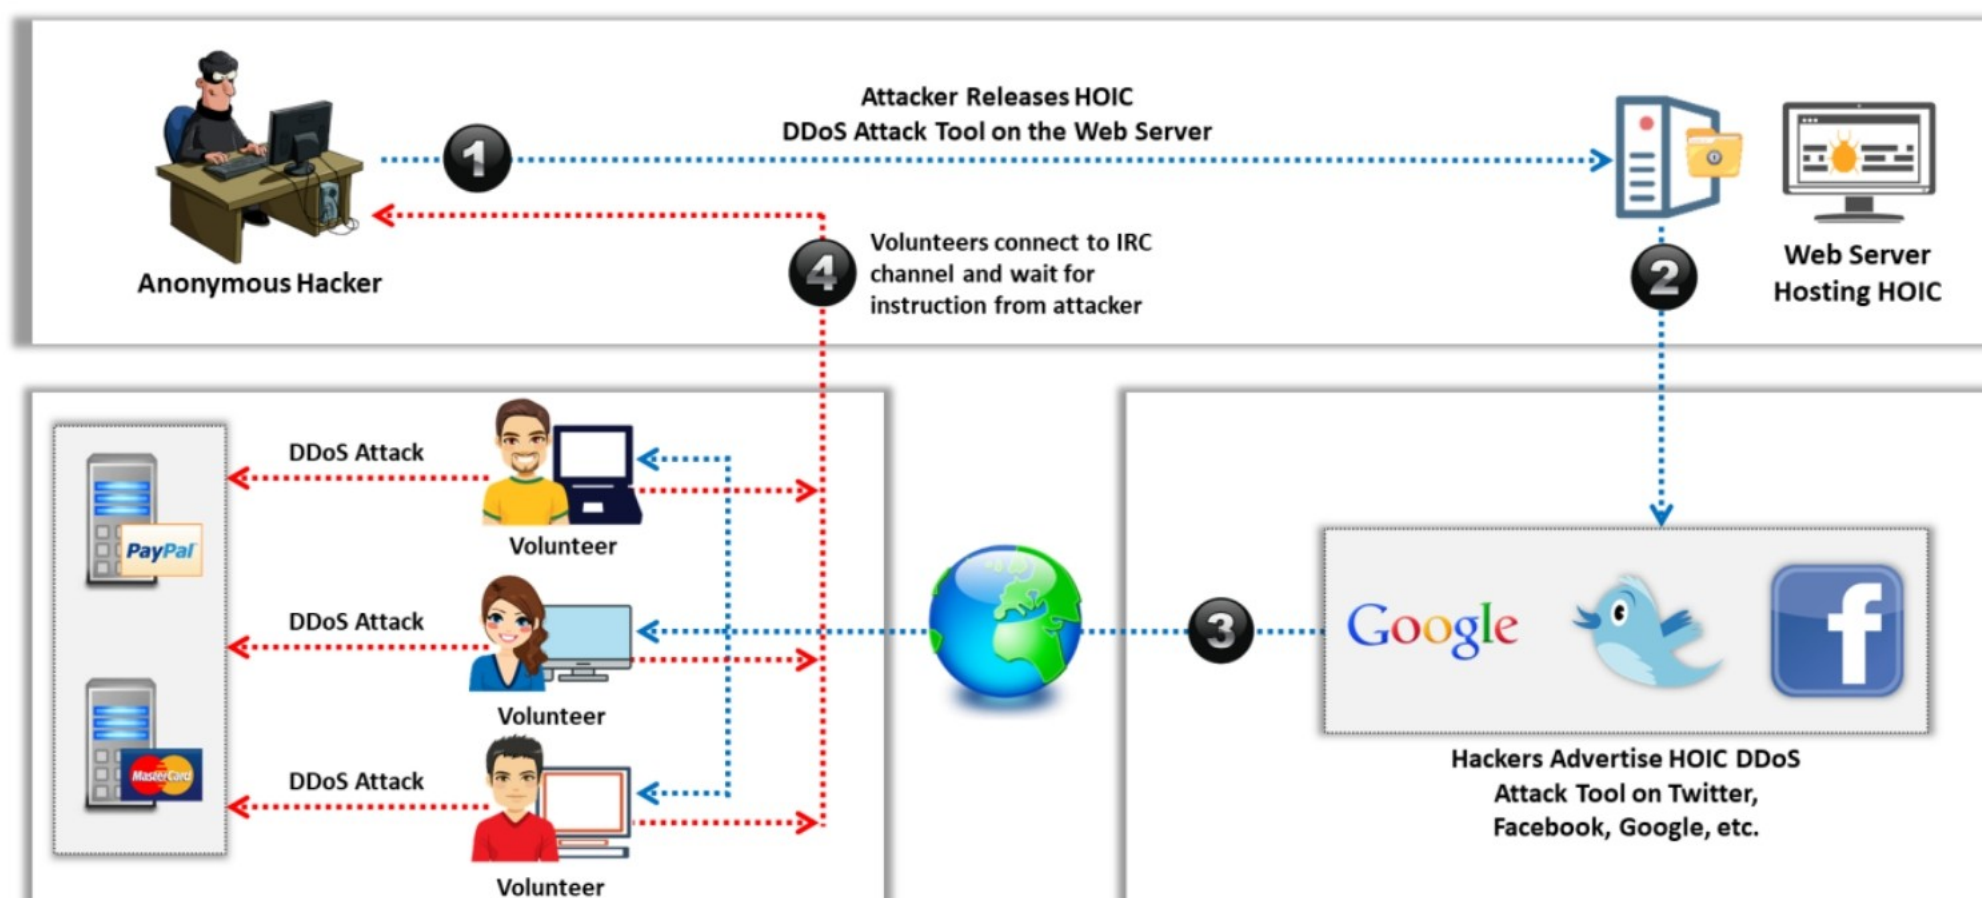 Attacker Releases HOIC
DDoS Attack Tool on the Web Server
1
Anonymous Hacker
4
Volunteers connect to IRC
channel and wait for
instruction from attacker
2
Web Server
Hosting HOIC
DDoS Attack
PayPal
Volunteer
DDoS Attack
Volunteer
DDoS Attack
MasterCard
Volunteer
3
Google
f
Hackers Advertise HOIC DDoS
Attack Tool on Twitter,
Facebook, Google, etc.